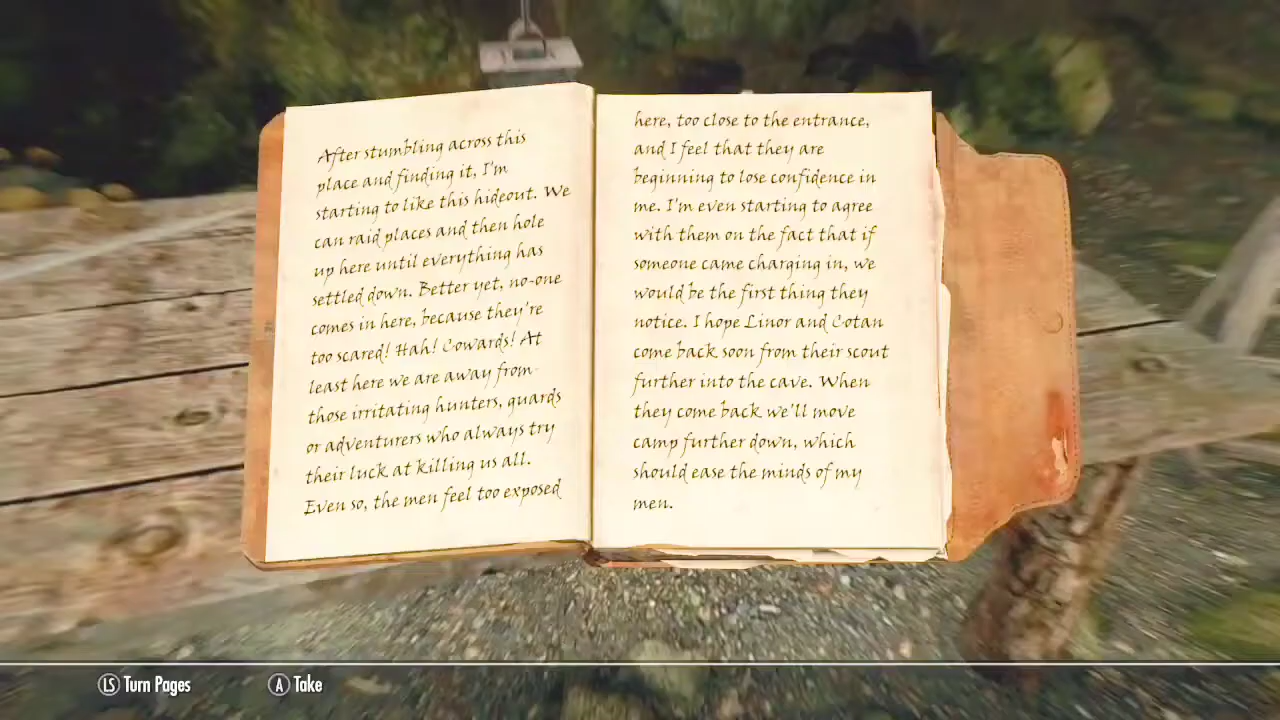 After stumbling across this
place and finding it, I'm
starting to like this hideout. We
can raid places and then hole
up here until everything has
settled down. Better yet, no-one
comes in here, because they're
too scared! Hah! Cowards! At
least here we are away from
those irritating hunters, guards
or adventurers who always try
their luck at killing us all.
Even so, the men feel too exposed
here, too close to the entrance,
and I feel that they are
beginning to lose confidence in
me. I'm even starting to agree
with them on the fact that if
someone came charging in, we
would be the first thing they
notice. I hope Linor and Cotan
come back soon from their scout
further into the cave. When
they come back we'll move
camp further down, which
should ease the minds of my
men.
LS Turn Pages
A Take